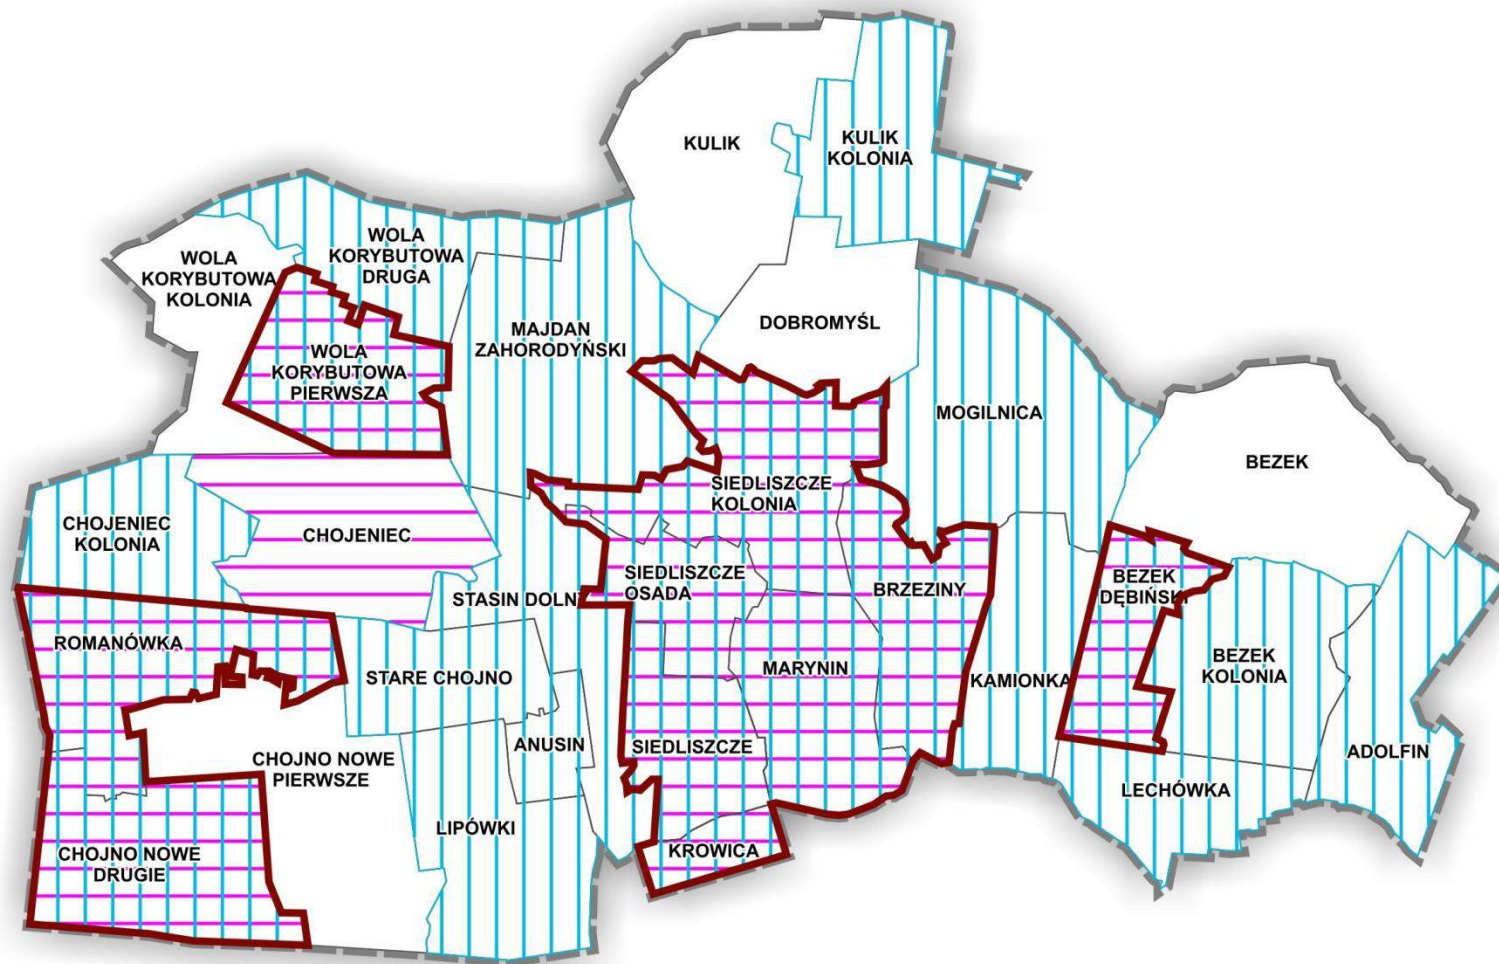 KULIK
KULIK
KOLONIA
WOLA
KORYBUTOWA
DRUGA
WOLA
KORYBUTOWA
KOLONIA
MAJDAN
ZAHORODYŃSKI
DOBROMYŚL
WOLA
KORYBUTOWA
PIERWSZA
MOGILNICA
BEZEK
SIEDLISZCZE
KOLONIA
CHOJENIEC
KOLONIA
CHOJENIEC
SIEDLISZCZE
OSADA
BRZEZINY
BEZEK
DĘBIŃSKI
STASIN DOLN
ROMANÓWKA
STARE CHOJNO
MARYNIN
KAMIONKA
BEZEK
KOLONIA
ANUSIN
SIEDLISZCZE
ADOLFIN
CHOJNO NOWE
PIERWSZE
LECHÓWKA
LIPÓWKI
KROWICA
CHOJNO NOWE
DRUGIE